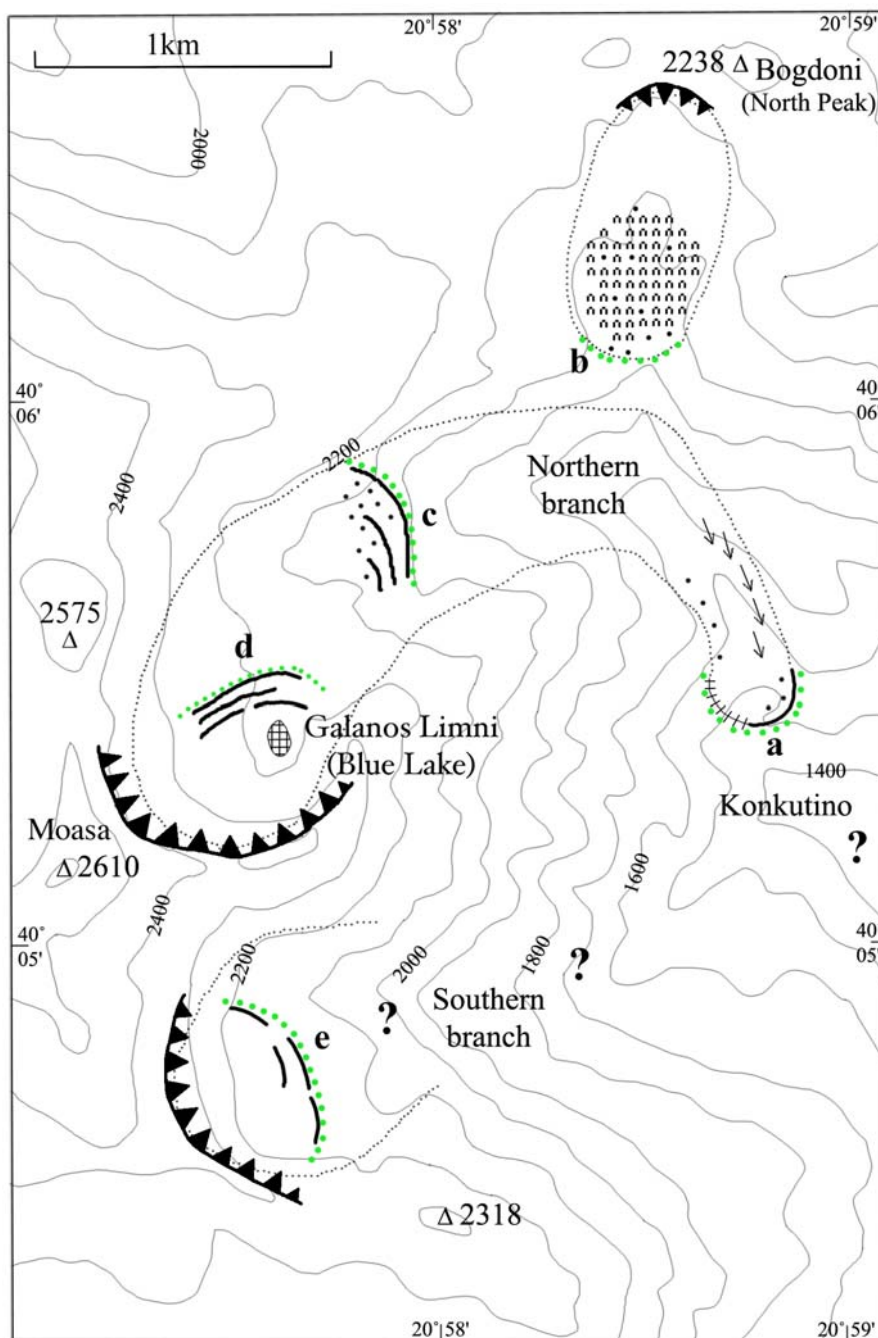 20°58'
20°59'
1km
2238 Δ Bogdoni
(North Peak)
2000
b
40°
06'
40°
06'
2200
2400
Northern
branch
c
2575
Δ
d
Galanos Limni
(Blue Lake)
a
1400
Konkutino
?
Moasa
Δ 2610
1600
2400
40°
05'
40°
05'
2200
2000
1800
?
Southern
branch
?
e
Δ 2318
20°58'
20°59'